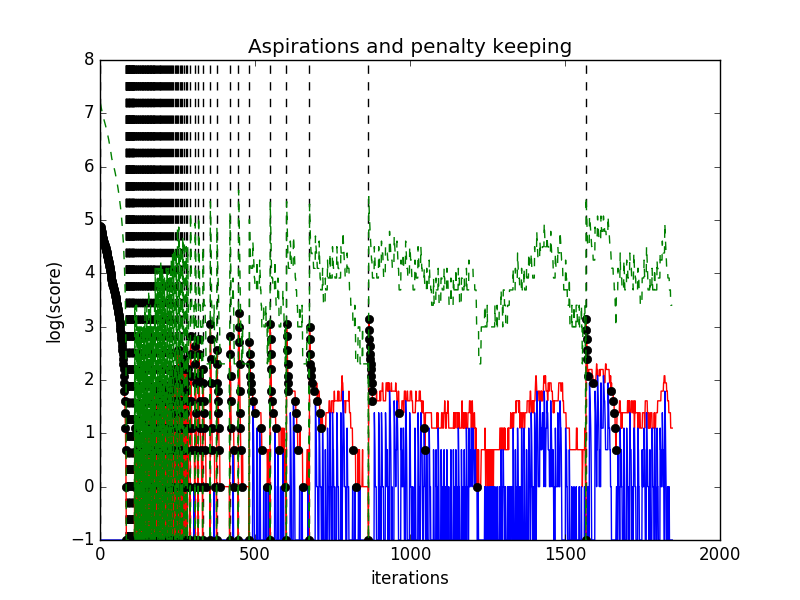 Aspirations and penalty keeping
8
7
6
5
4
3
2
1
0
−1
log(score)
0 500 1000 1500 2000
iterations